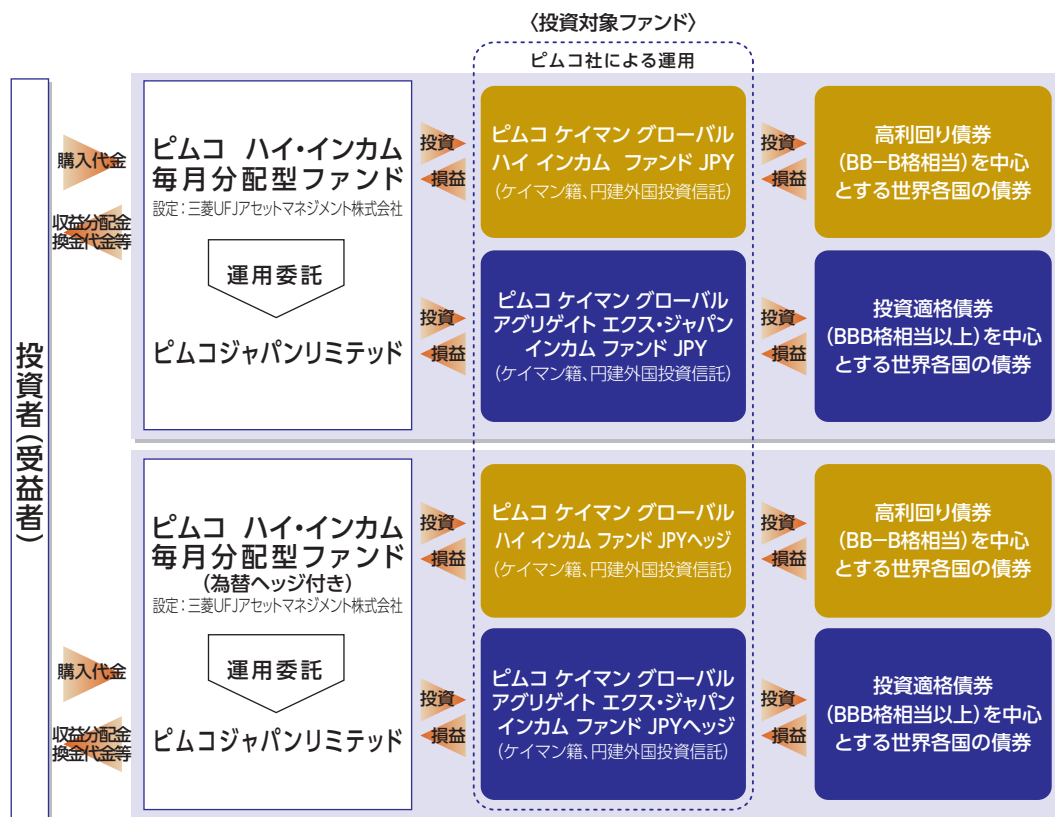 〈投資対象ファンド〉
ピムコ社による運用
投資者(受益者)
購入代金
収益分配金
換金代金等
ピムコ ハイ・インカム
毎月分配型ファンド
設定：三菱UFJアセットマネジメント株式会社
運用委託
ピムコジャパンリミテッド
投資
損益
ピムコ ケイマン グローバル
ハイ インカム ファンド JPY
(ケイマン籍、円建外国投資信託)
投資
損益
高利回り債券
(BB－B格相当)を中心
とする世界各国の債券
投資
損益
ピムコ ケイマン グローバル
アグリゲイト エクス・ジャパン
インカム ファンド JPY
(ケイマン籍、円建外国投資信託)
投資
損益
投資適格債券
(BBB格相当以上)を中心
とする世界各国の債券
購入代金
収益分配金
換金代金等
ピムコ ハイ・インカム
毎月分配型ファンド
(為替ヘッジ付き)
設定：三菱UFJアセットマネジメント株式会社
運用委託
ピムコジャパンリミテッド
投資
損益
ピムコ ケイマン グローバル
ハイ インカム ファンド JPYヘッジ
(ケイマン籍、円建外国投資信託)
投資
損益
高利回り債券
(BB－B格相当)を中心
とする世界各国の債券
投資
損益
ピムコ ケイマン グローバル
アグリゲイト エクス・ジャパン
インカム ファンド JPYヘッジ
(ケイマン籍、円建外国投資信託)
投資
損益
投資適格債券
(BBB格相当以上)を中心
とする世界各国の債券